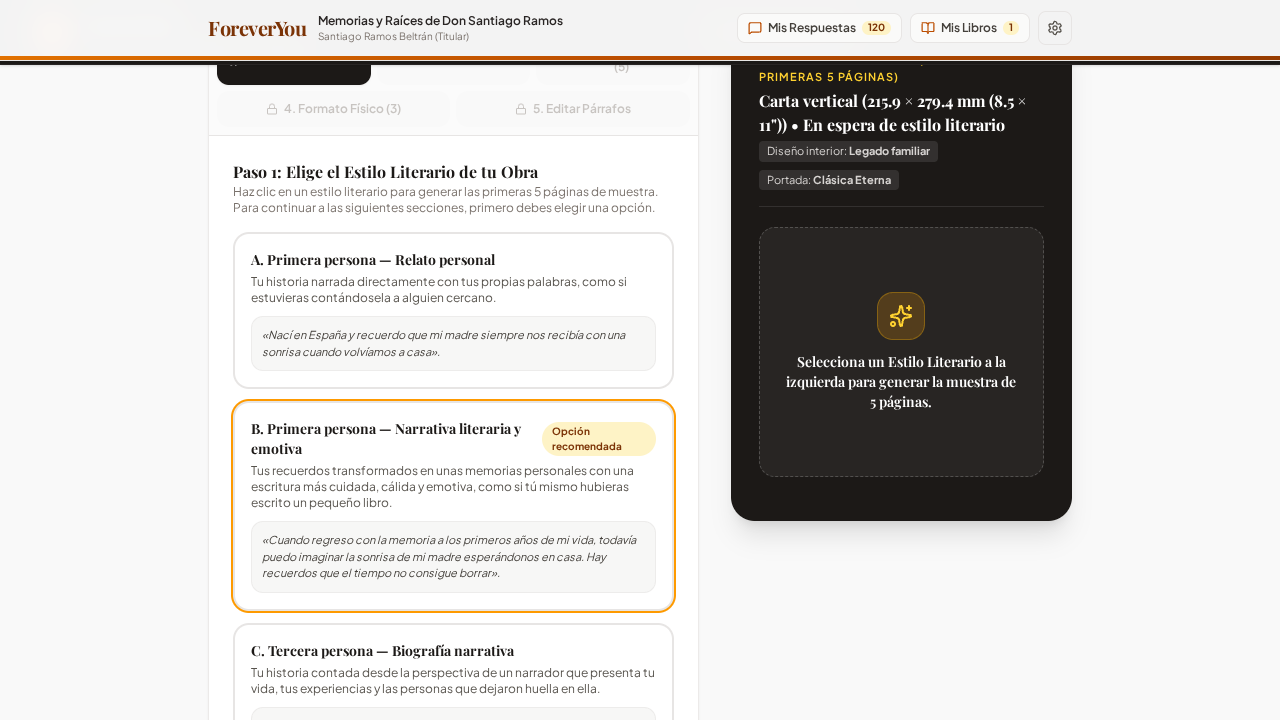 ForeverYou
Memorias y Raíces de Don Santiago Ramos
Santiago Ramos Beltrán (Titular)
Mis Respuestas 120
Mis Libros 1
(5)
4. Formato Físico (3)
5. Editar Párrafos
Paso 1: Elige el Estilo Literario de tu Obra
Haz clic en un estilo literario para generar las primeras 5 páginas de muestra.
Para continuar a las siguientes secciones, primero debes elegir una opción.
A. Primera persona — Relato personal
Tu historia narrada directamente con tus propias palabras, como si
estuvieras contándosela a alguien cercano.
«Nací en España y recuerdo que mi madre siempre nos recibía con una
sonrisa cuando volvíamos a casa».
B. Primera persona — Narrativa literaria y
emotiva
Opción
recomendada
Tus recuerdos transformados en unas memorias personales con una
escritura más cuidada, cálida y emotiva, como si tú mismo hubieras
escrito un pequeño libro.
«Cuando regreso con la memoria a los primeros años de mi vida, todavía
puedo imaginar la sonrisa de mi madre esperándonos en casa. Hay
recuerdos que el tiempo no consigue borrar».
C. Tercera persona — Biografía narrativa
Tu historia contada desde la perspectiva de un narrador que presenta tu
vida, tus experiencias y las personas que dejaron huella en ella.
PRIMERAS 5 PÁGINAS)
Carta vertical (215.9 × 279.4 mm (8.5 ×
11")) • En espera de estilo literario
Diseño interior: Legado familiar
Portada: Clásica Eterna
Selecciona un Estilo Literario a la
izquierda para generar la muestra de
5 páginas.